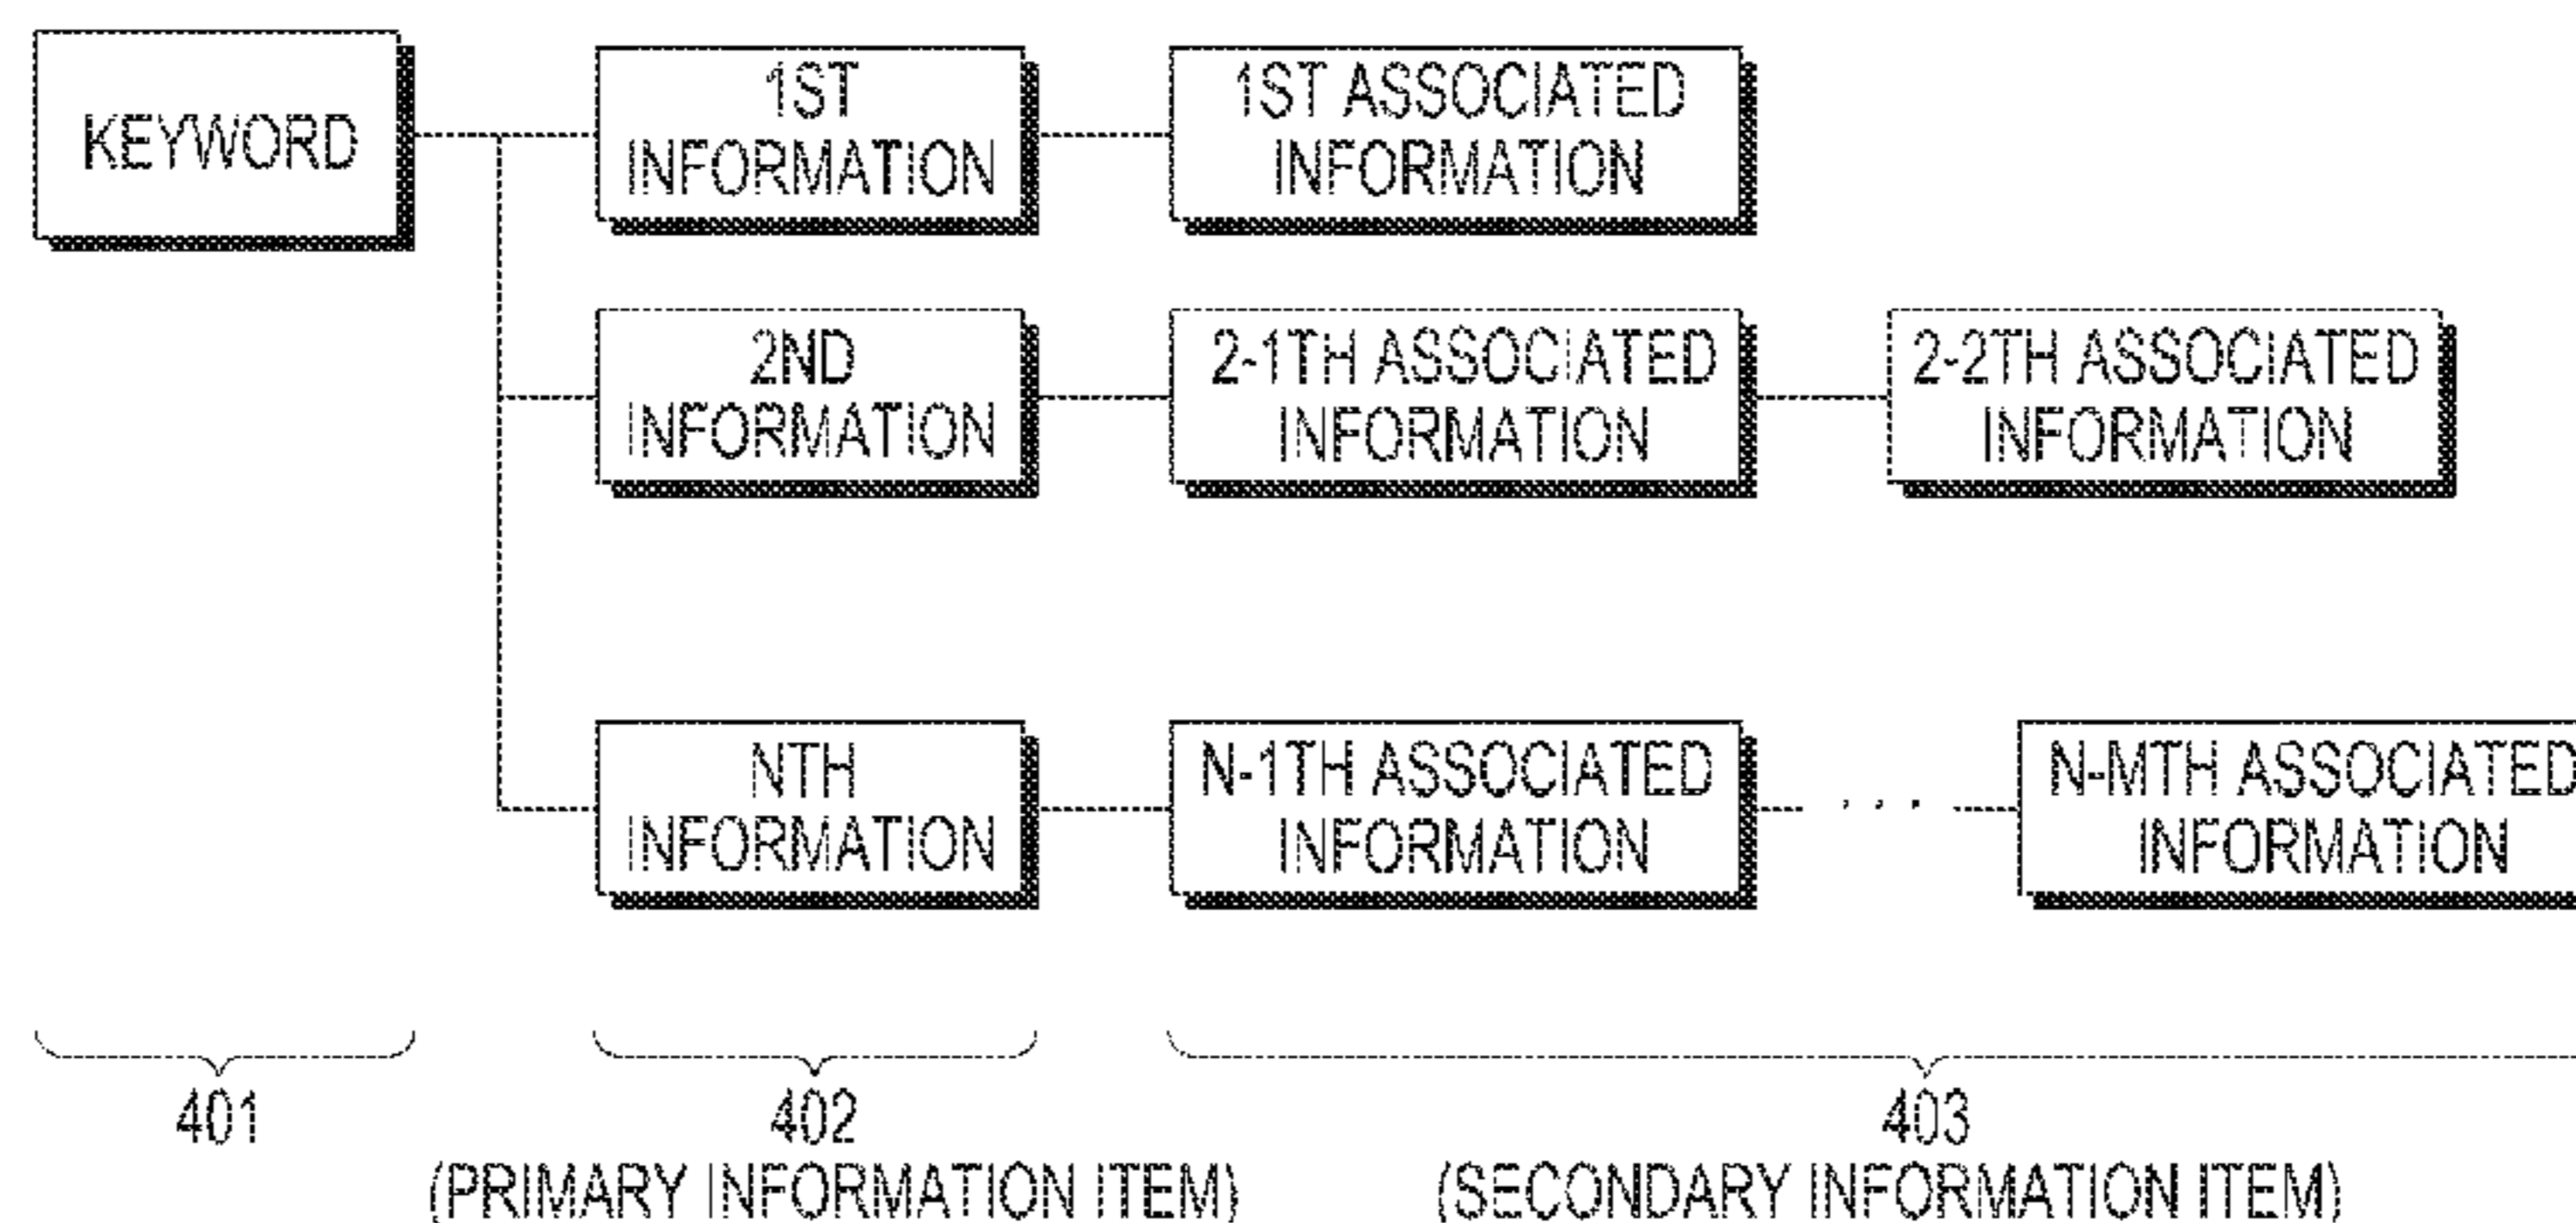 KEYWORD
1ST
INFORMATION
1ST ASSOCIATED
INFORMATION
2ND
INFORMATION
2-1TH ASSOCIATED
INFORMATION
2-2TH ASSOCIATED
INFORMATION
NTH
INFORMATION
N-1TH ASSOCIATED
INFORMATION
...
N-MTH ASSOCIATED
INFORMATION
401
402
(PRIMARY INFORMATION ITEM)
403
(SECONDARY INFORMATION ITEM)